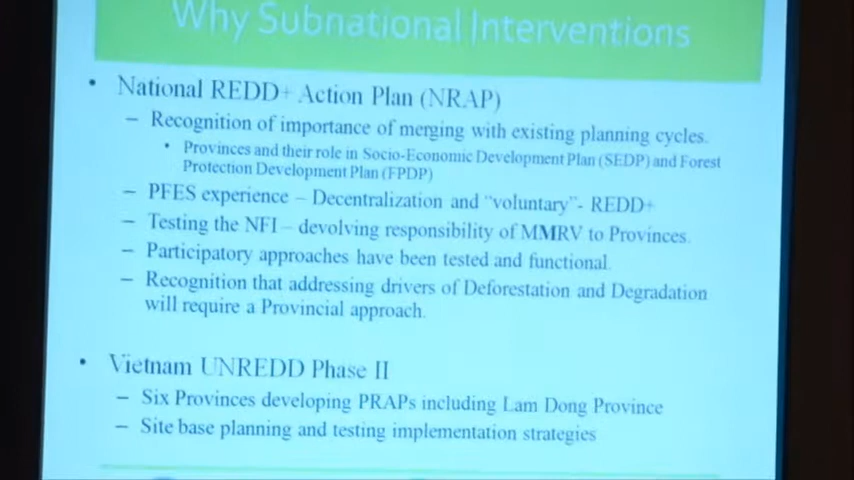 Why Subnational Interventions
• National REDD+ Action Plan (NRAP)
– Recognition of importance of merging with existing planning cycles.
• Provinces and their role in Socio-Economic Development Plan (SEDP) and Forest
Protection Development Plan (FPDP)
– PFES experience – Decentralization and "voluntary"- REDD+
– Testing the NFI – devolving responsibility of MMRV to Provinces.
– Participatory approaches have been tested and functional.
– Recognition that addressing drivers of Deforestation and Degradation
will require a Provincial approach.
• Vietnam UNREDD Phase II
– Six Provinces developing PRAPs including Lam Dong Province
– Site base planning and testing implementation strategies